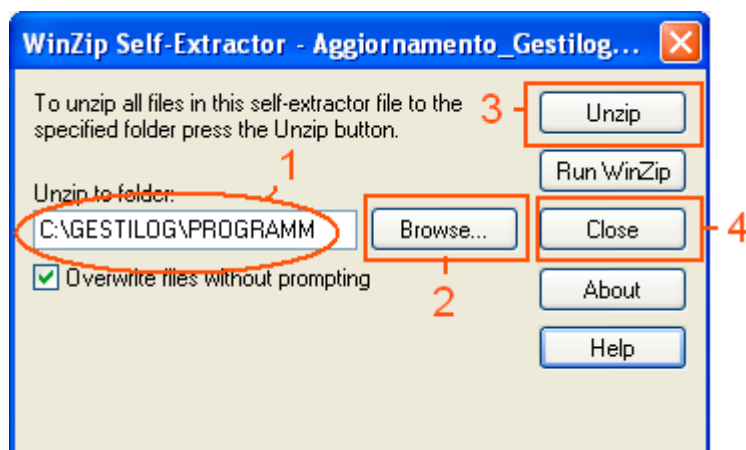 WinZip Self-Extractor - Aggiornamento_Gestilog...
To unzip all files in this self-extractor file to the
specified folder press the Unzip button.
3
Unzip
Run WinZip
1
Unzip to folder:
C:\GESTILOG\PROGRAMM
Browse...
Close
4
Overwrite files without prompting
2
About
Help